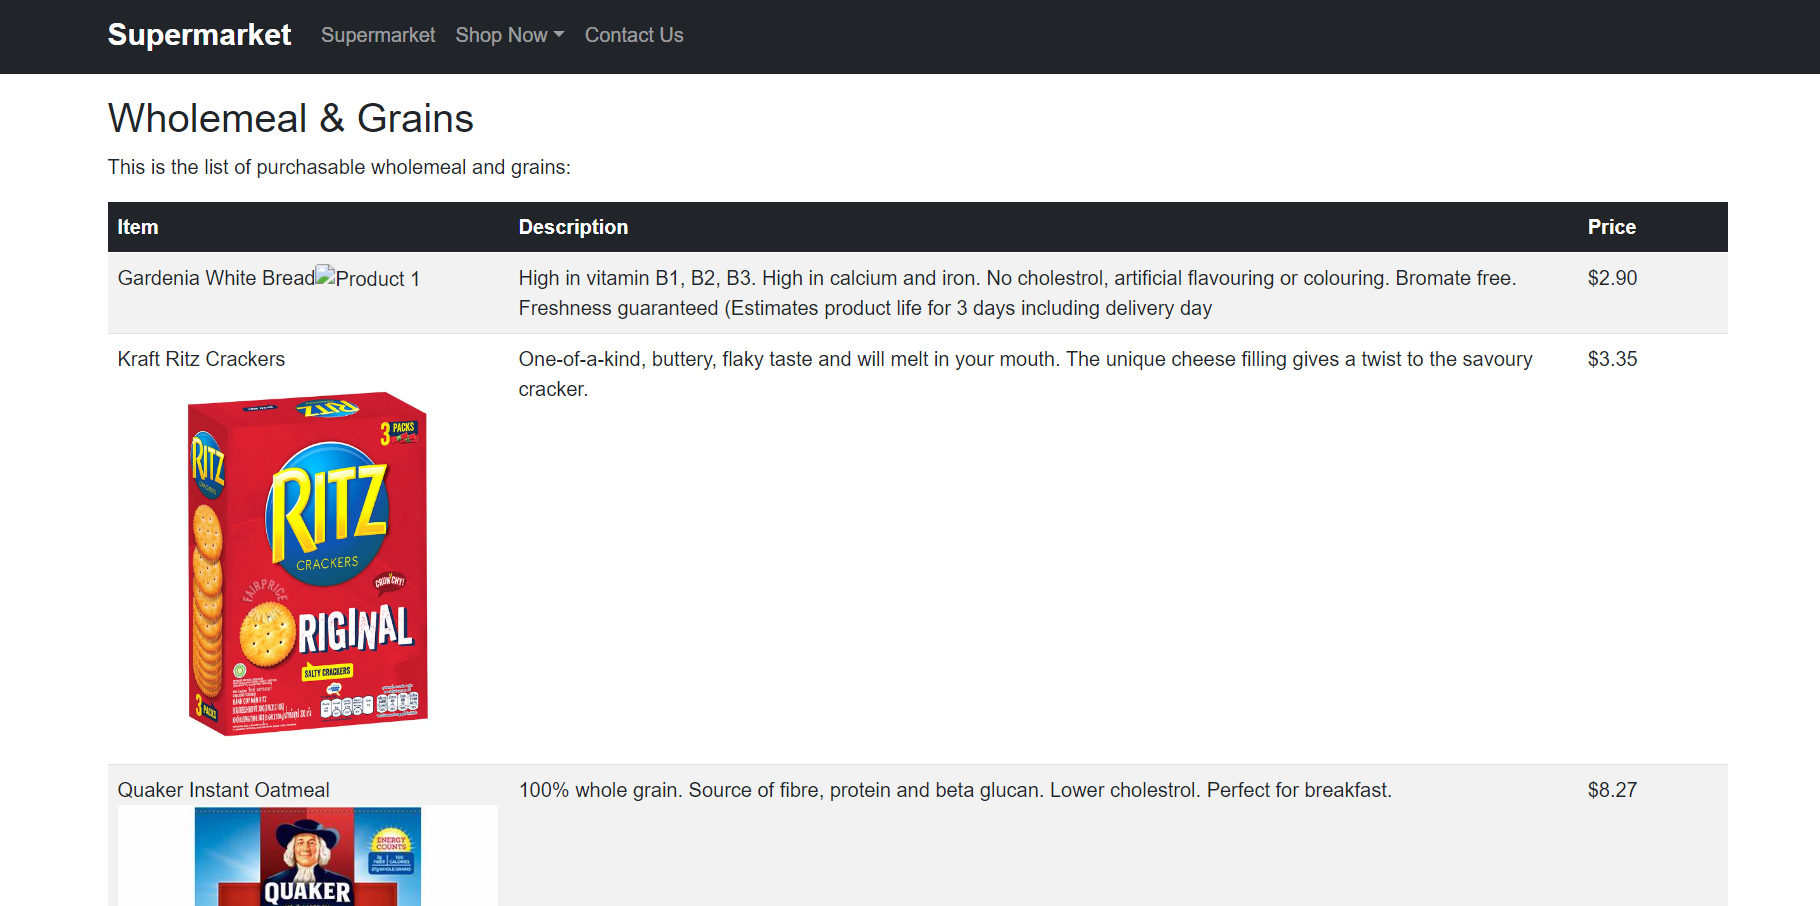 Supermarket Supermarket Shop Now Contact Us
Wholemeal & Grains
This is the list of purchasable wholemeal and grains:
Item Description Price
Gardenia White Bread Product 1 High in vitamin B1, B2, B3. High in calcium and iron. No cholestrol, artificial flavouring or colouring. Bromate free. $2.90
Freshness guaranteed (Estimates product life for 3 days including delivery day
Kraft Ritz Crackers One-of-a-kind, buttery, flaky taste and will melt in your mouth. The unique cheese filling gives a twist to the savoury $3.35
cracker.
RITZ
3 PACKS
RITZ
RITZ
CRACKERS
CRUNCHY!
FAIRPRICE
ORIGINAL
SALTY CRACKERS
3 PACKS
Quaker Instant Oatmeal 100% whole grain. Source of fibre, protein and beta glucan. Lower cholestrol. Perfect for breakfast. $8.27
ENERGY
COUNTS
QUAKER